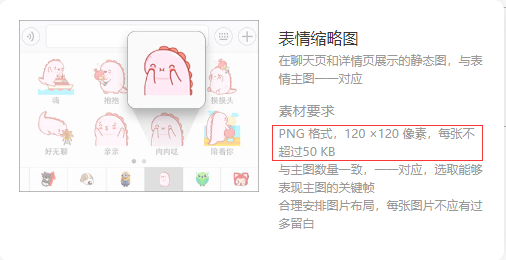 表情缩略图
在聊天页和详情页展示的静态图，与表
情主图一一对应
素材要求
PNG 格式，120 ×120 像素，每张不
超过50 KB
与主图数量一致，一一对应，选取能够
表现主图的关键帧
合理安排图片布局，每张图片不应有过
多留白
嗨
抱抱
摸摸头
好无聊
亲亲
肉肉哒
陪着你